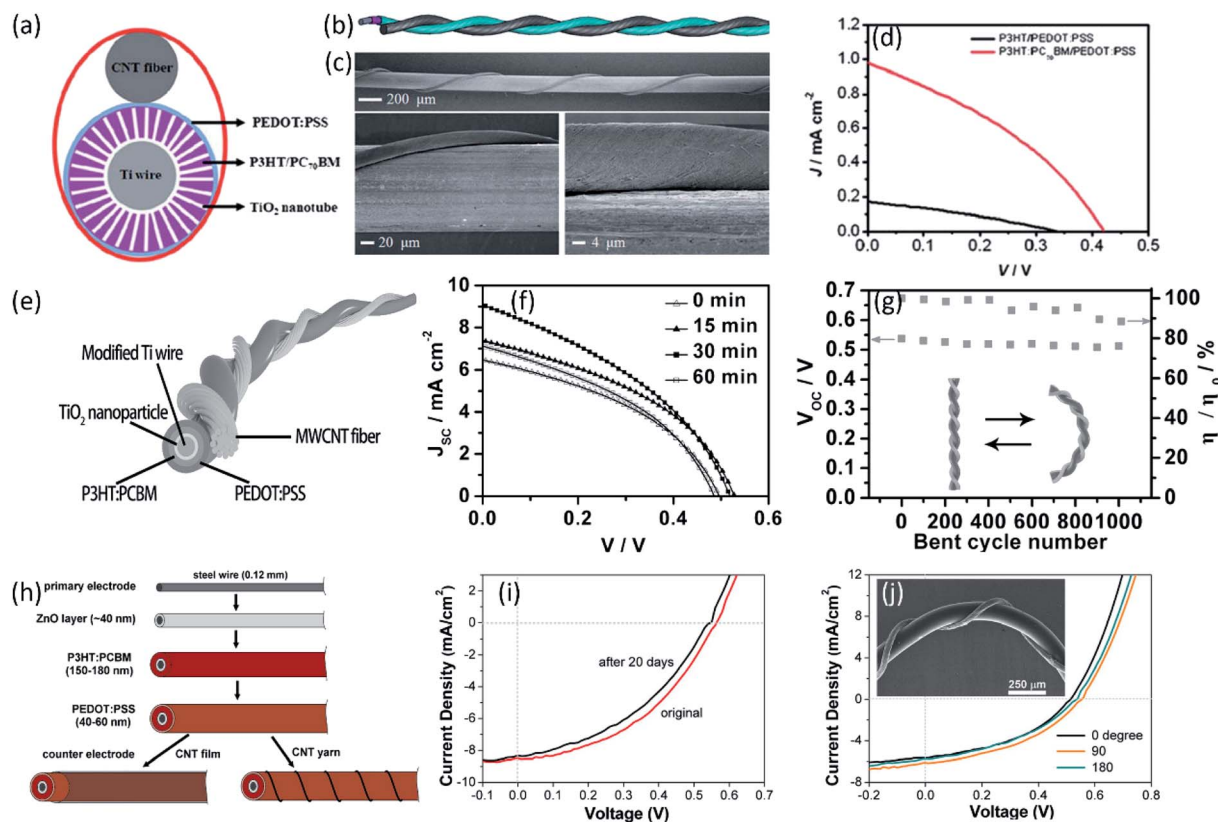 (a)
CNT fiber
PEDOT:PSS
P3HT/PC₇₀BM
Ti wire
TiO₂ nanotube
(b)
(c)
200 μm
20 μm
4 μm
(d)
P3HT/PEDOT:PSS
P3HT:PC₇₀BM/PEDOT:PSS
J / mA cm⁻²
1.2
1.0
0.8
0.6
0.4
0.2
0.0
0.0 0.1 0.2 0.3 0.4 0.5
V / V
(e)
Modified Ti wire
TiO₂ nanoparticle
MWCNT fiber
P3HT:PCBM
PEDOT:PSS
(f)
0 min
15 min
30 min
60 min
J_SC / mA cm⁻²
10
8
6
4
2
0
0.0 0.2 0.4 0.6
V / V
(g)
V_OC / V
0.7
0.6
0.5
0.4
0.3
0.2
0.1
0.0
100
80
60
40
20
0
μ / μ₀ / %
0 200 400 600 800 1000
Bent cycle number
(h)
steel wire (0.12 mm)
primary electrode
ZnO layer (~40 nm)
P3HT:PCBM
(150-180 nm)
PEDOT:PSS
(40-60 nm)
counter electrode
CNT film
CNT yarn
(i)
Current Density (mA/cm²)
4
2
0
-2
-4
-6
-8
-10
after 20 days
original
-0.1 0.0 0.1 0.2 0.3 0.4 0.5 0.6 0.7
Voltage (V)
(j)
250 μm
Current Density (mA/cm²)
12
8
4
0
-4
-8
0 degree
90
180
-0.2 0.0 0.2 0.4 0.6 0.8
Voltage (V)